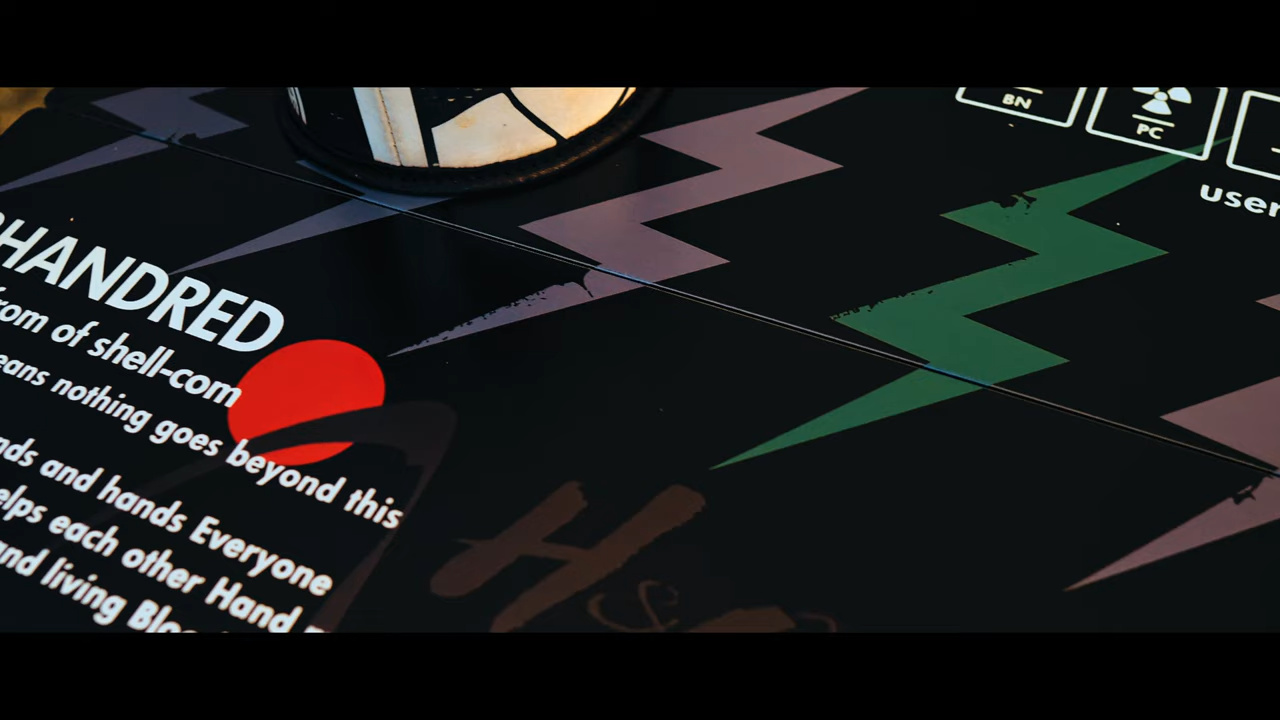 HANDRED
from of shell-com
eans nothing goes beyond this
nds and hands Everyone
elps each other Hand
and living
H
&
BN
PC
user